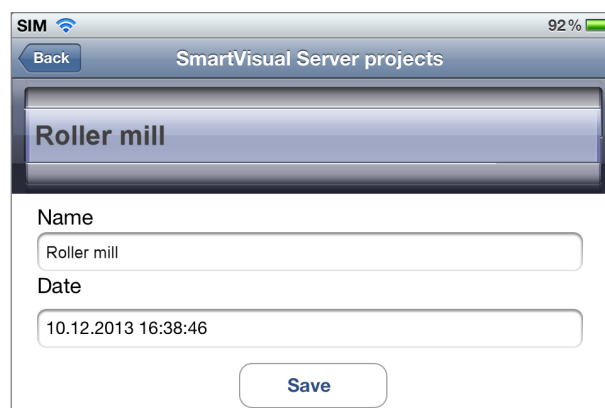 SIM 92 %
Back SmartVisual Server projects
Roller mill
Name
Roller mill
Date
10.12.2013 16:38:46
Save